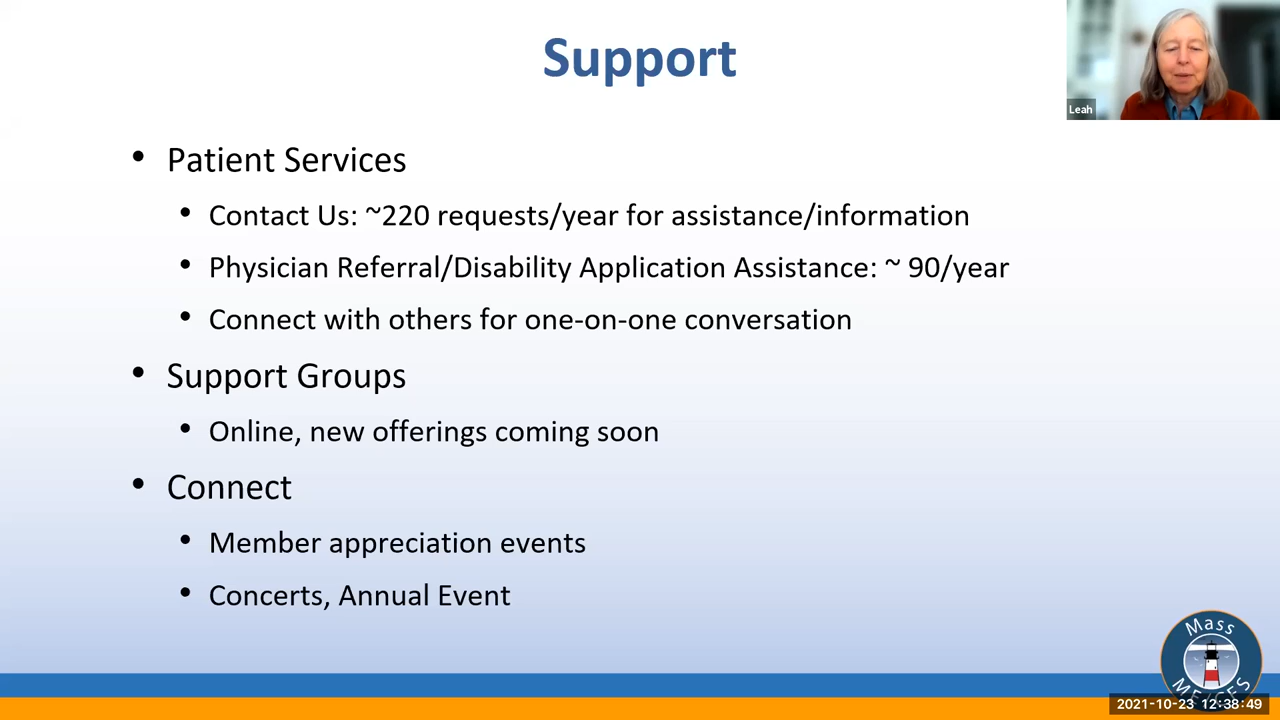 Support
Leah
• Patient Services
• Contact Us: ~220 requests/year for assistance/information
• Physician Referral/Disability Application Assistance: ~ 90/year
• Connect with others for one-on-one conversation
• Support Groups
• Online, new offerings coming soon
• Connect
• Member appreciation events
• Concerts, Annual Event
Mass
ME/CFS
2021-10-23 12:38:49